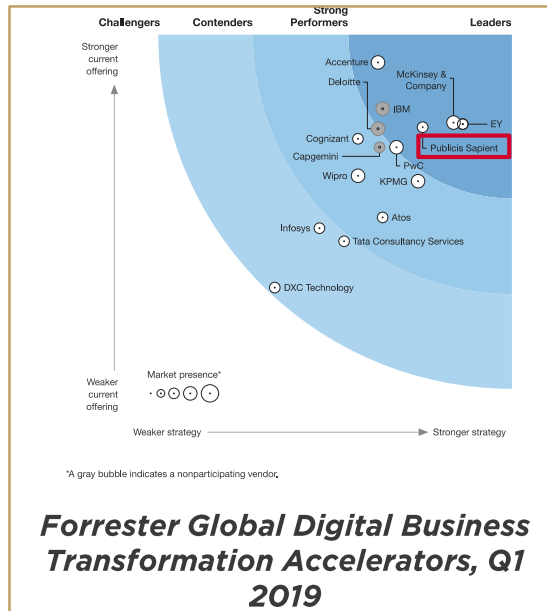 Challengers
Contenders
Strong
Performers
Leaders
Stronger
current
offering
Accenture
McKinsey &
Company
Deloitte
IBM
EY
Cognizant
Publicis Sapient
Capgemini
PwC
Wipro
KPMG
Atos
Infosys
Tata Consultancy Services
DXC Technology
Market presence*
Weaker
current
offering
Weaker strategy
Stronger strategy
*A gray bubble indicates a nonparticipating vendor.
Forrester Global Digital Business
Transformation Accelerators, Q1
2019